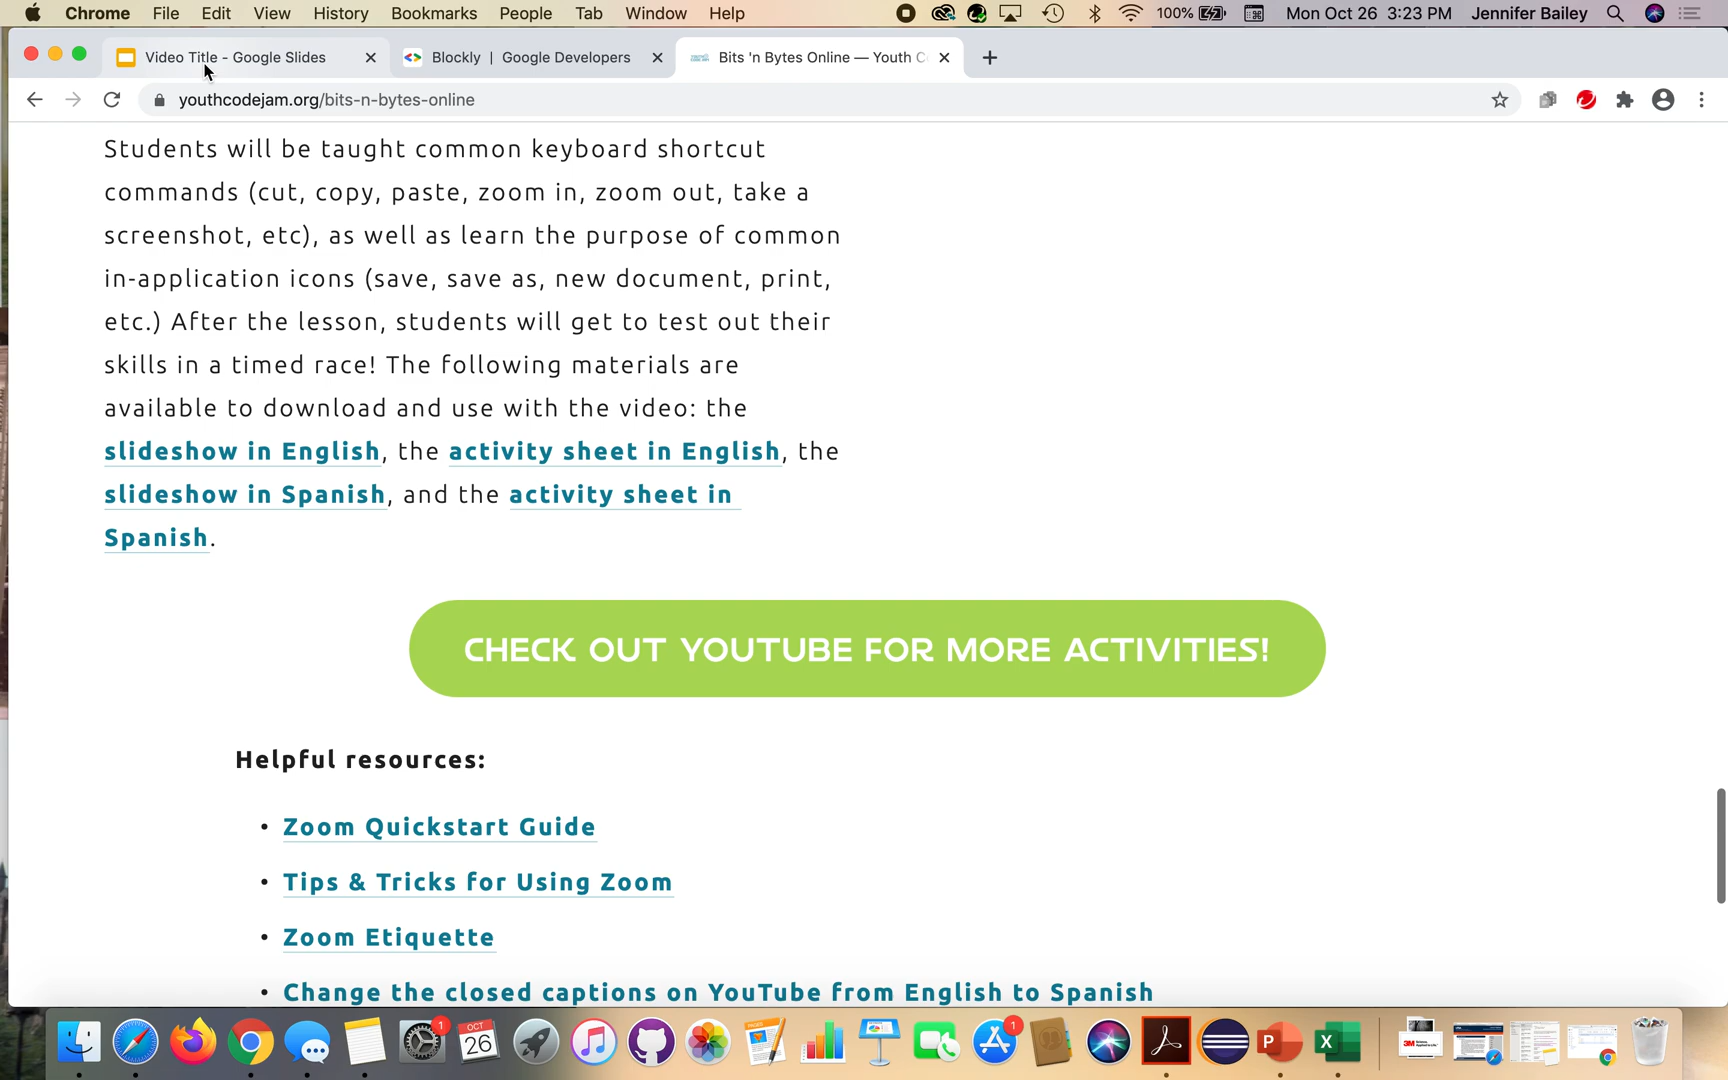 Chrome File Edit View History Bookmarks People Tab Window Help 100% Mon Oct 26 3:23 PM Jennifer Bailey
Video Title - Google Slides Blockly | Google Developers Bits 'n Bytes Online — Youth C
youthcodejam.org/bits-n-bytes-online
Students will be taught common keyboard shortcut
commands (cut, copy, paste, zoom in, zoom out, take a
screenshot, etc), as well as learn the purpose of common
in-application icons (save, save as, new document, print,
etc.) After the lesson, students will get to test out their
skills in a timed race! The following materials are
available to download and use with the video: the
slideshow in English, the activity sheet in English, the
slideshow in Spanish, and the activity sheet in
Spanish.
CHECK OUT YOUTUBE FOR MORE ACTIVITIES!
Helpful resources:
• Zoom Quickstart Guide
• Tips & Tricks for Using Zoom
• Zoom Etiquette
• Change the closed captions on YouTube from English to Spanish
1 OCT 26 1 P X 3M